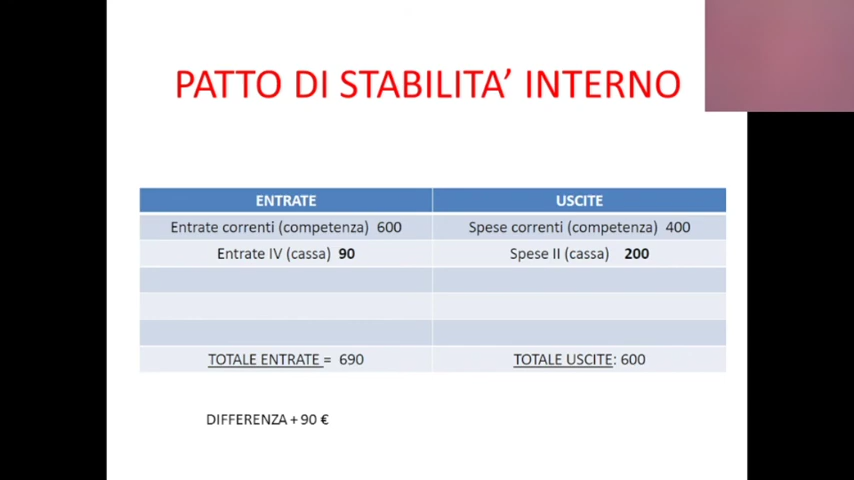 PATTO DI STABILITA’ INTERNO
ENTRATE USCITE
Entrate correnti (competenza) 600 Spese correnti (competenza) 400
Entrate IV (cassa) 90 Spese II (cassa) 200
TOTALE ENTRATE = 690 TOTALE USCITE: 600
DIFFERENZA + 90 €